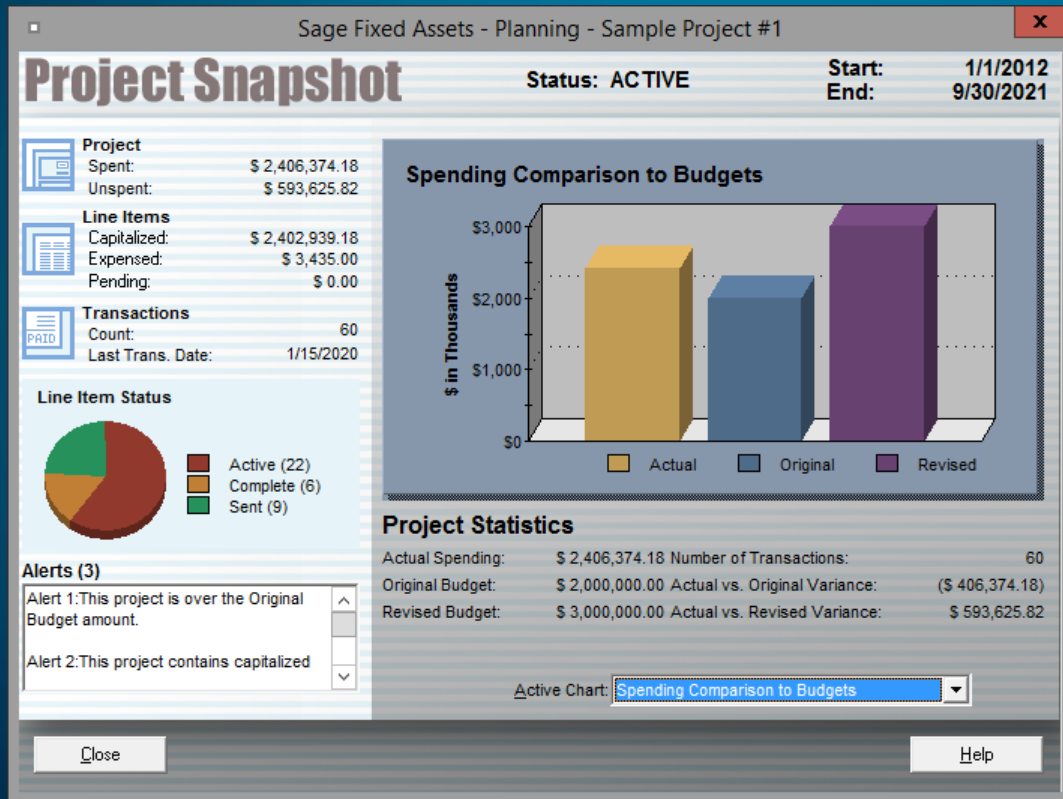 Sage Fixed Assets - Planning - Sample Project #1
x
Project Snapshot
Status: ACTIVE
Start: 1/1/2012
End: 9/30/2021
Project
Spent: $ 2,406,374.18
Unspent: $ 593,625.82
Line Items
Capitalized: $ 2,402,939.18
Expensed: $ 3,435.00
Pending: $ 0.00
PAID
Transactions
Count: 60
Last Trans. Date: 1/15/2020
Line Item Status
Active (22)
Complete (6)
Sent (9)
Alerts (3)
Alert 1:This project is over the Original
Budget amount.
Alert 2:This project contains capitalized
Spending Comparison to Budgets
$ in Thousands
$3,000
$2,000
$1,000
$0
Actual Original Revised
Project Statistics
Actual Spending: $ 2,406,374.18 Number of Transactions: 60
Original Budget: $ 2,000,000.00 Actual vs. Original Variance: ($ 406,374.18)
Revised Budget: $ 3,000,000.00 Actual vs. Revised Variance: $ 593,625.82
Active Chart: Spending Comparison to Budgets
Close
Help